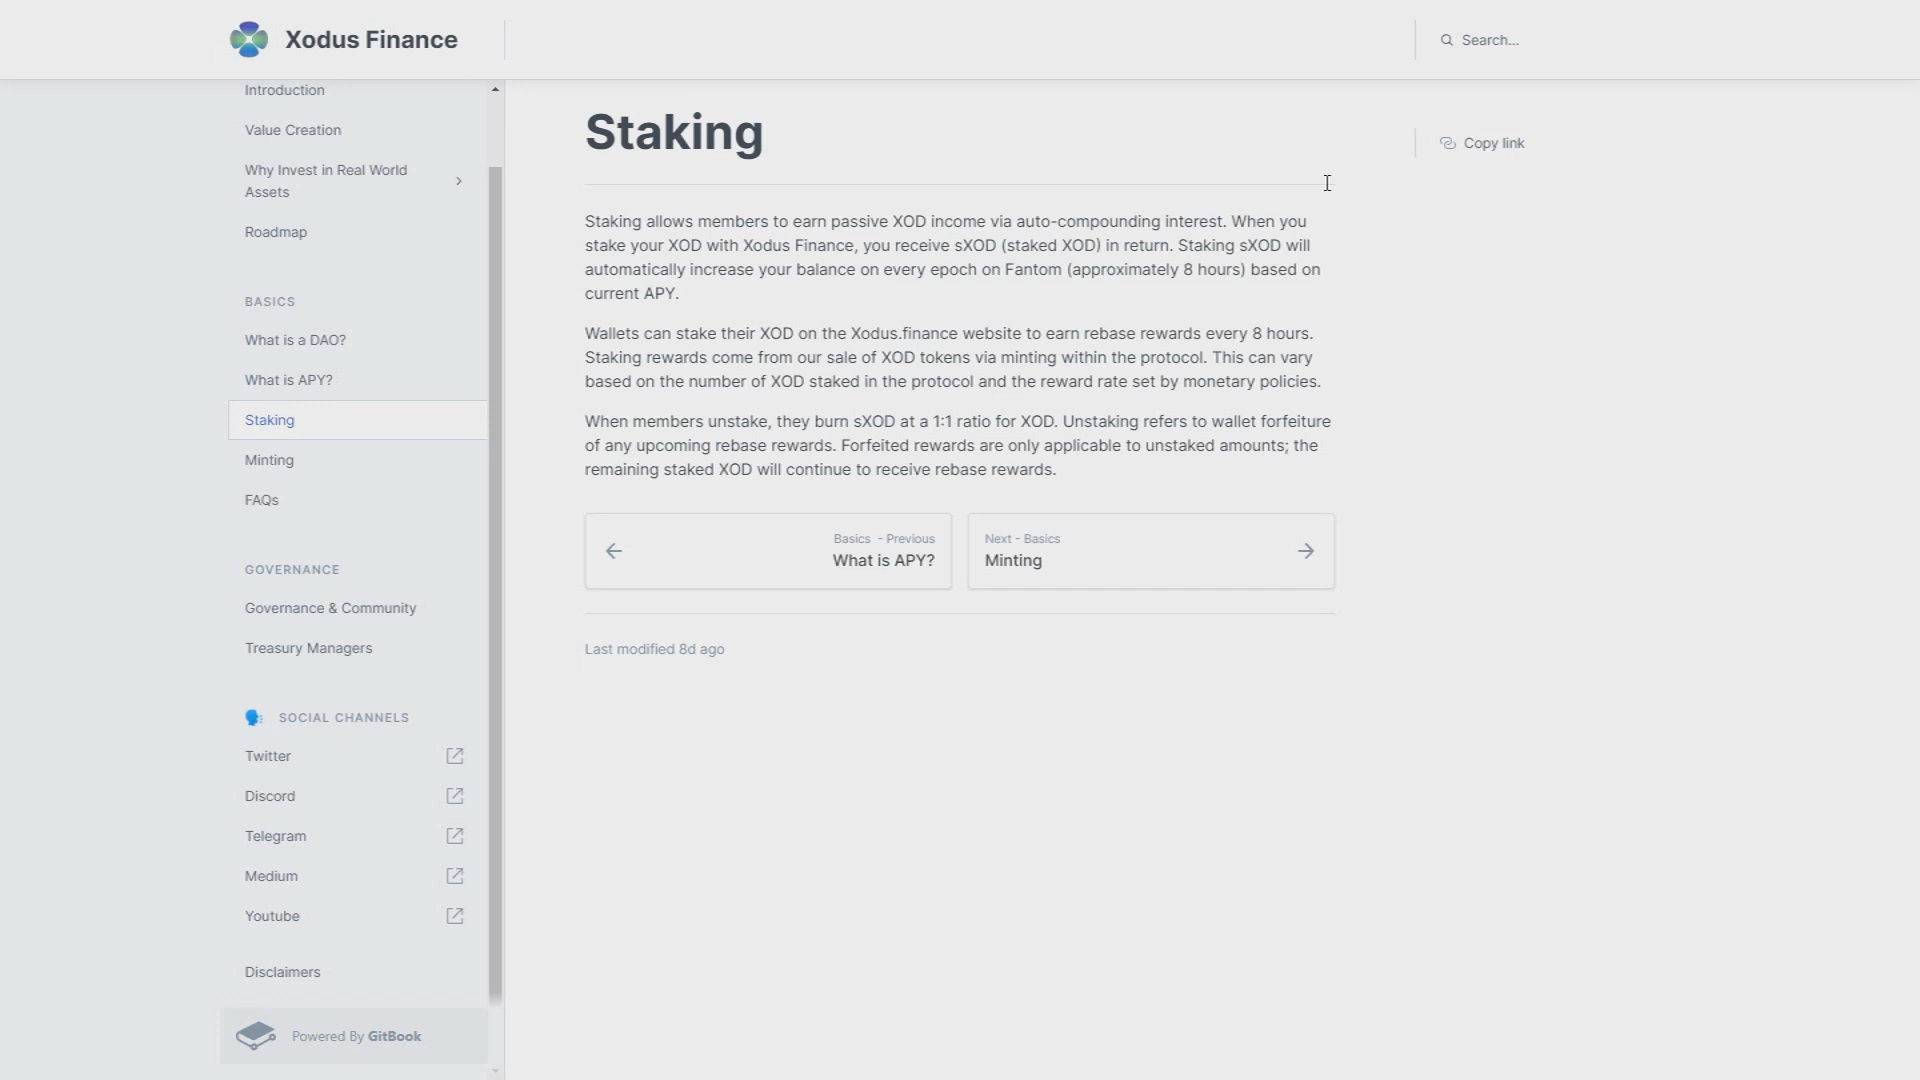 Xodus Finance
Search...
Introduction
Value Creation
Why Invest in Real World
Assets
Roadmap
BASICS
What is a DAO?
What is APY?
Staking
Minting
FAQs
GOVERNANCE
Governance & Community
Treasury Managers
SOCIAL CHANNELS
Twitter
Discord
Telegram
Medium
Youtube
Disclaimers
Powered By GitBook
Staking
Copy link
Staking allows members to earn passive XOD income via auto-compounding interest. When you
stake your XOD with Xodus Finance, you receive sXOD (staked XOD) in return. Staking sXOD will
automatically increase your balance on every epoch on Fantom (approximately 8 hours) based on
current APY.
Wallets can stake their XOD on the Xodus.finance website to earn rebase rewards every 8 hours.
Staking rewards come from our sale of XOD tokens via minting within the protocol. This can vary
based on the number of XOD staked in the protocol and the reward rate set by monetary policies.
When members unstake, they burn sXOD at a 1:1 ratio for XOD. Unstaking refers to wallet forfeiture
of any upcoming rebase rewards. Forfeited rewards are only applicable to unstaked amounts; the
remaining staked XOD will continue to receive rebase rewards.
Basics - Previous
What is APY?
Next - Basics
Minting
Last modified 8d ago